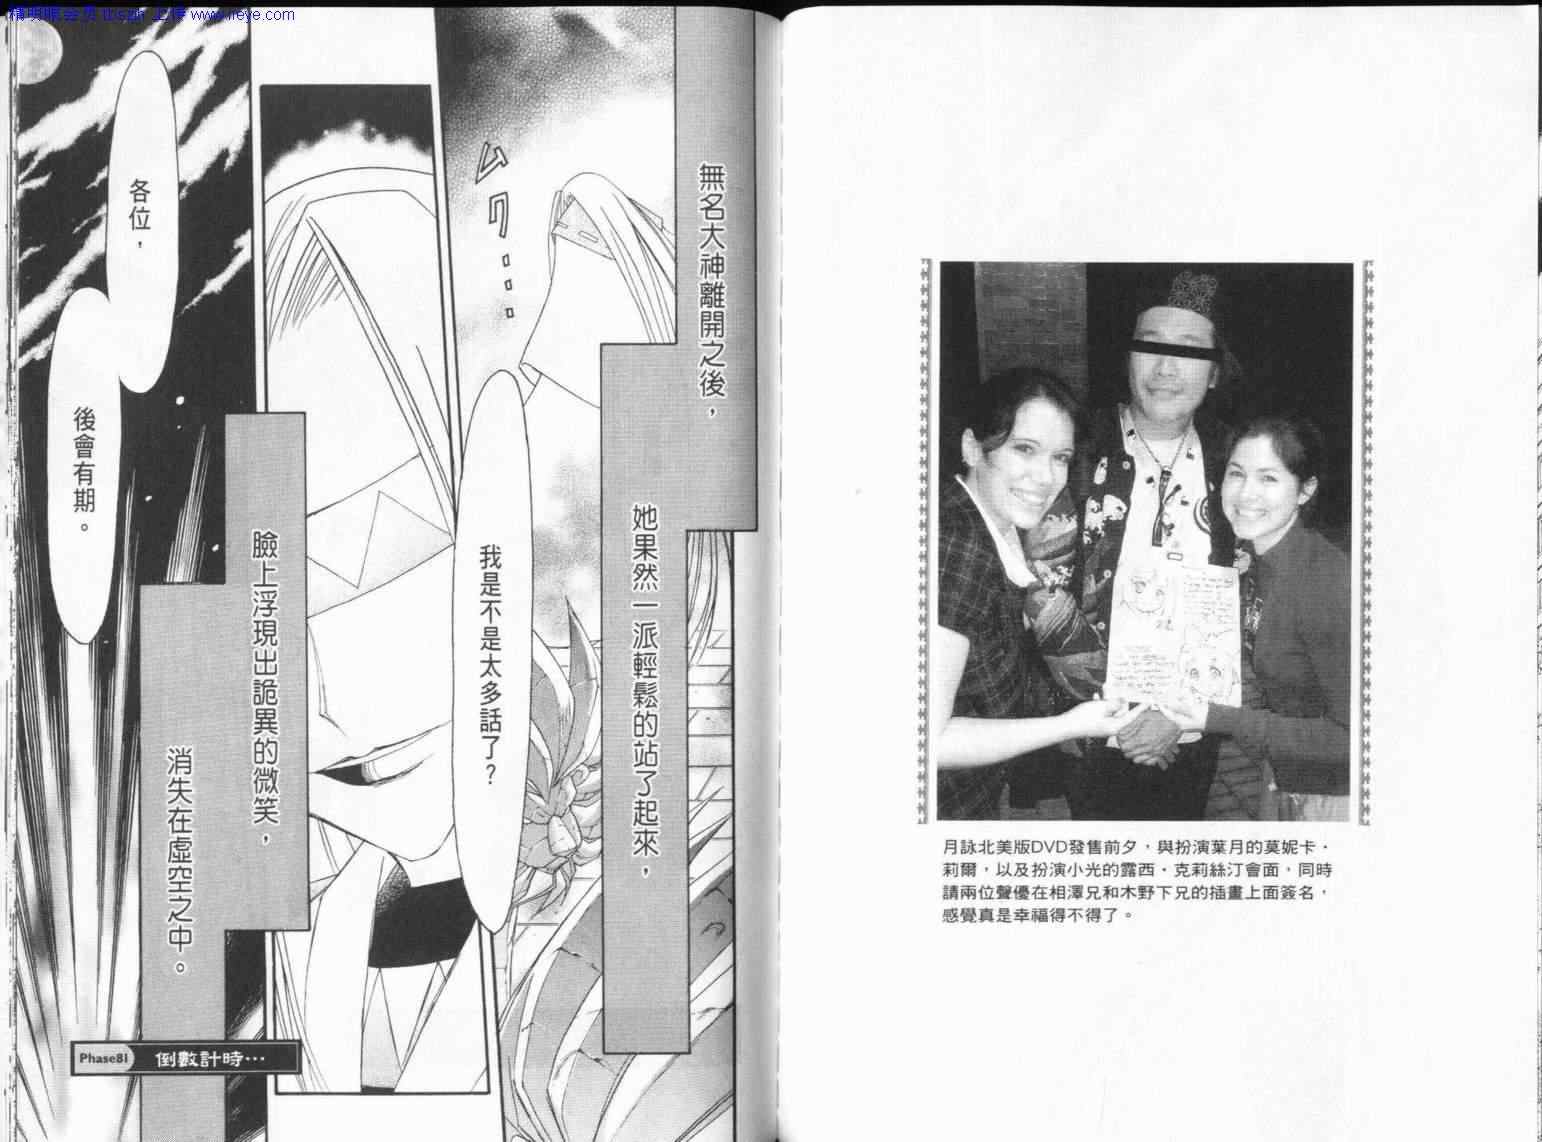 精明眼会员 tbszh 上传 www.jieye.com
無名大神離開之後，
她果然一派輕鬆的站了起來，
ムク…
我是不是太多話了？
臉上浮現出詭異的微笑，
消失在虛空之中。
各位，
後會有期。
Phase81 倒數計時…
月詠北美版DVD發售前夕，與扮演葉月的莫妮卡・
莉爾，以及扮演小光的露西・克莉絲汀會面，同時
請兩位聲優在相澤兄和木野下兄的插畫上面簽名，
感覺真是幸福得不得了。